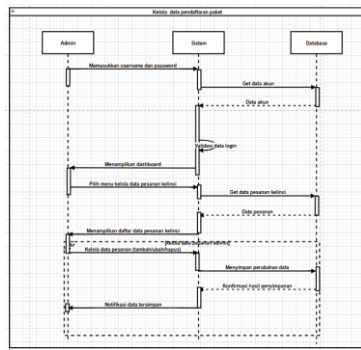 Kelola data pendaftaran paket
Admin
Sistem
Database
Memasukkan username dan password
Get data akun
Data akun
Validasi data login
Menampilkan dashboard
Pilih menu kelola data pesanan kelinci
Get data pesanan kelinci
Data pesanan
Menampilkan daftar data pesanan kelinci
Kelola data pesanan (tambah/ubah/hapus)
Menyimpan perubahan data
Konfirmasi hasil penyimpanan
Notifikasi data tersimpan